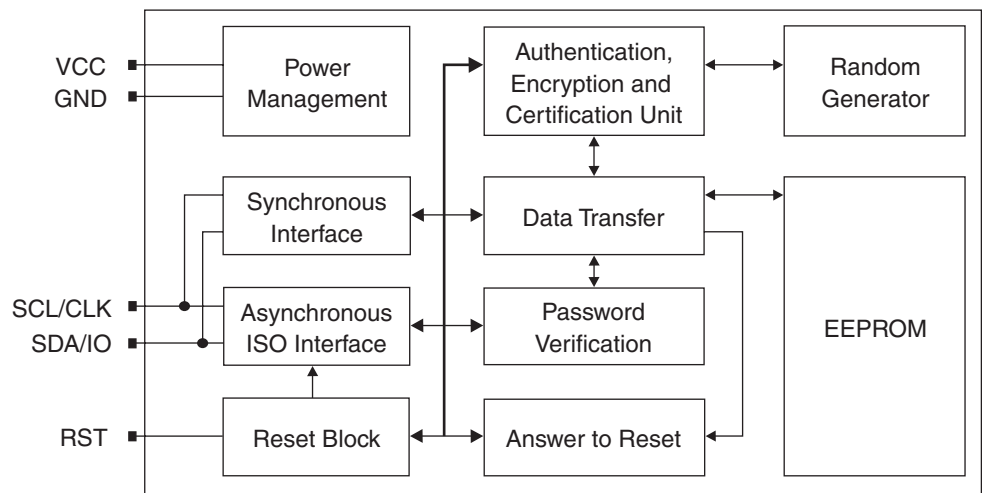 VCC
GND
Power
Management
Authentication,
Encryption and
Certification Unit
Random
Generator
Synchronous
Interface
Data Transfer
SCL/CLK
SDA/IO
Asynchronous
ISO Interface
Password
Verification
EEPROM
RST
Reset Block
Answer to Reset